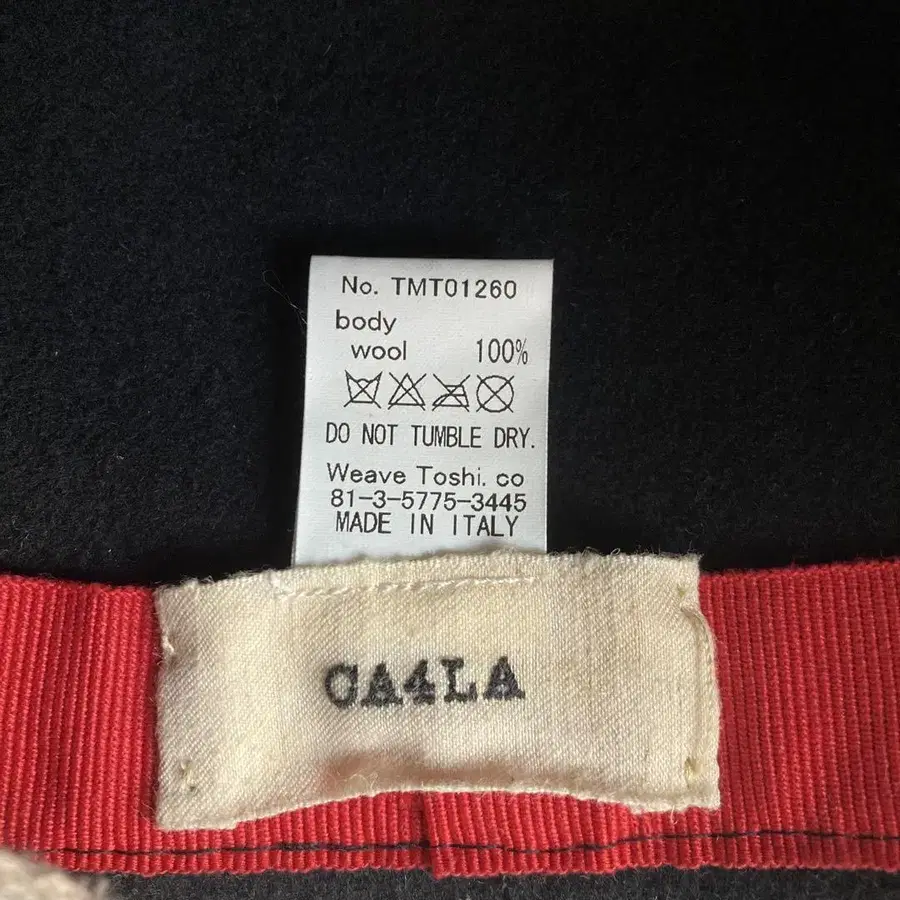 No. TMT01260
body
wool 100%
DO NOT TUMBLE DRY.
Weave Toshi. co
81-3-5775-3445
MADE IN ITALY
CA4LA